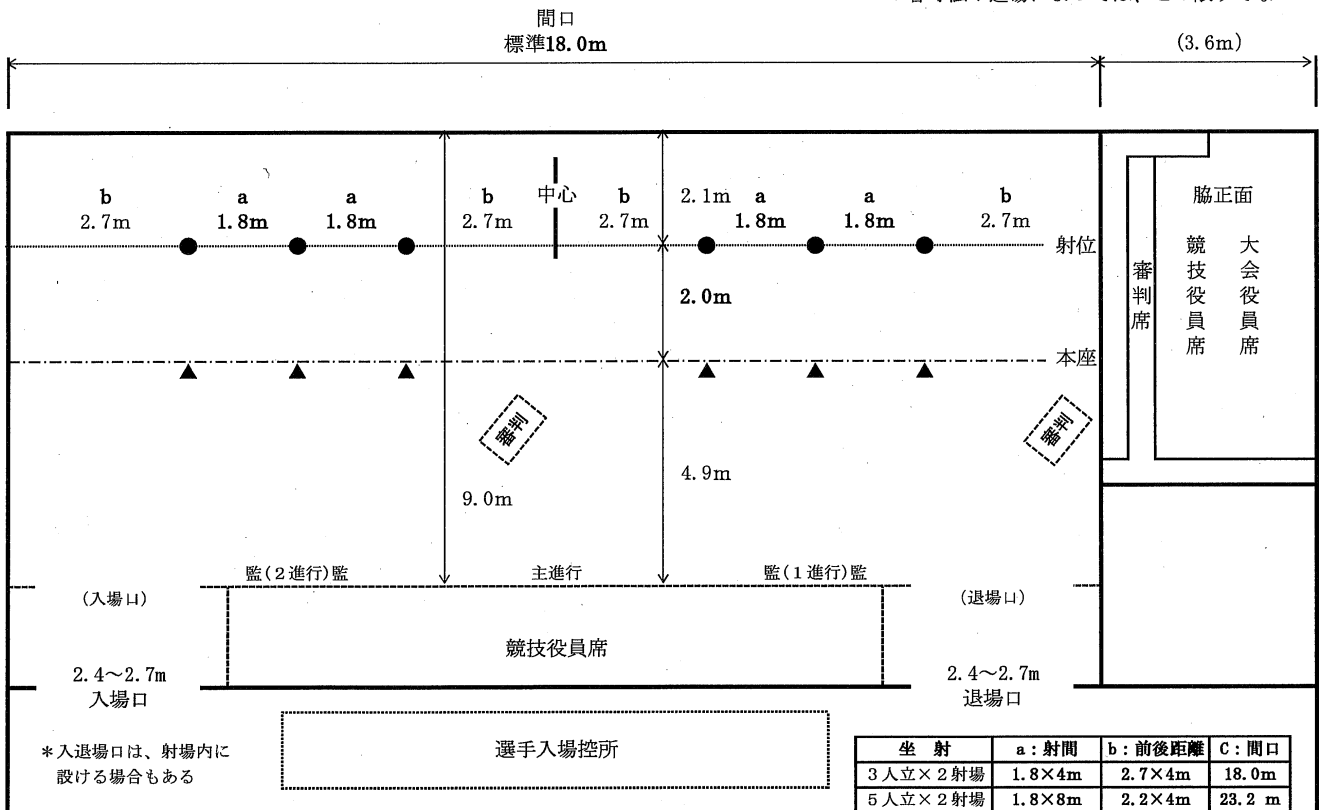 間口
標準18.0m
(3.6m)
b a a b 中心 b 2.1m a a b
2.7m 1.8m 1.8m 2.7m 2.7m 1.8m 1.8m 2.7m
射位
2.0m
本座
脇正面
大会役員席
競技役員席
審判席
審判
審判
4.9m
9.0m
監(2進行)監 主進行 監(1進行)監
(入場口) (退場口)
競技役員席
2.4～2.7m
入場口
2.4～2.7m
退場口
＊入退場口は、射場内に
設ける場合もある
選手入場控所
坐 射 a：射間 b：前後距離 C：間口
3人立×2射場 1.8×4m 2.7×4m 18.0m
5人立×2射場 1.8×8m 2.2×4m 23.2 m